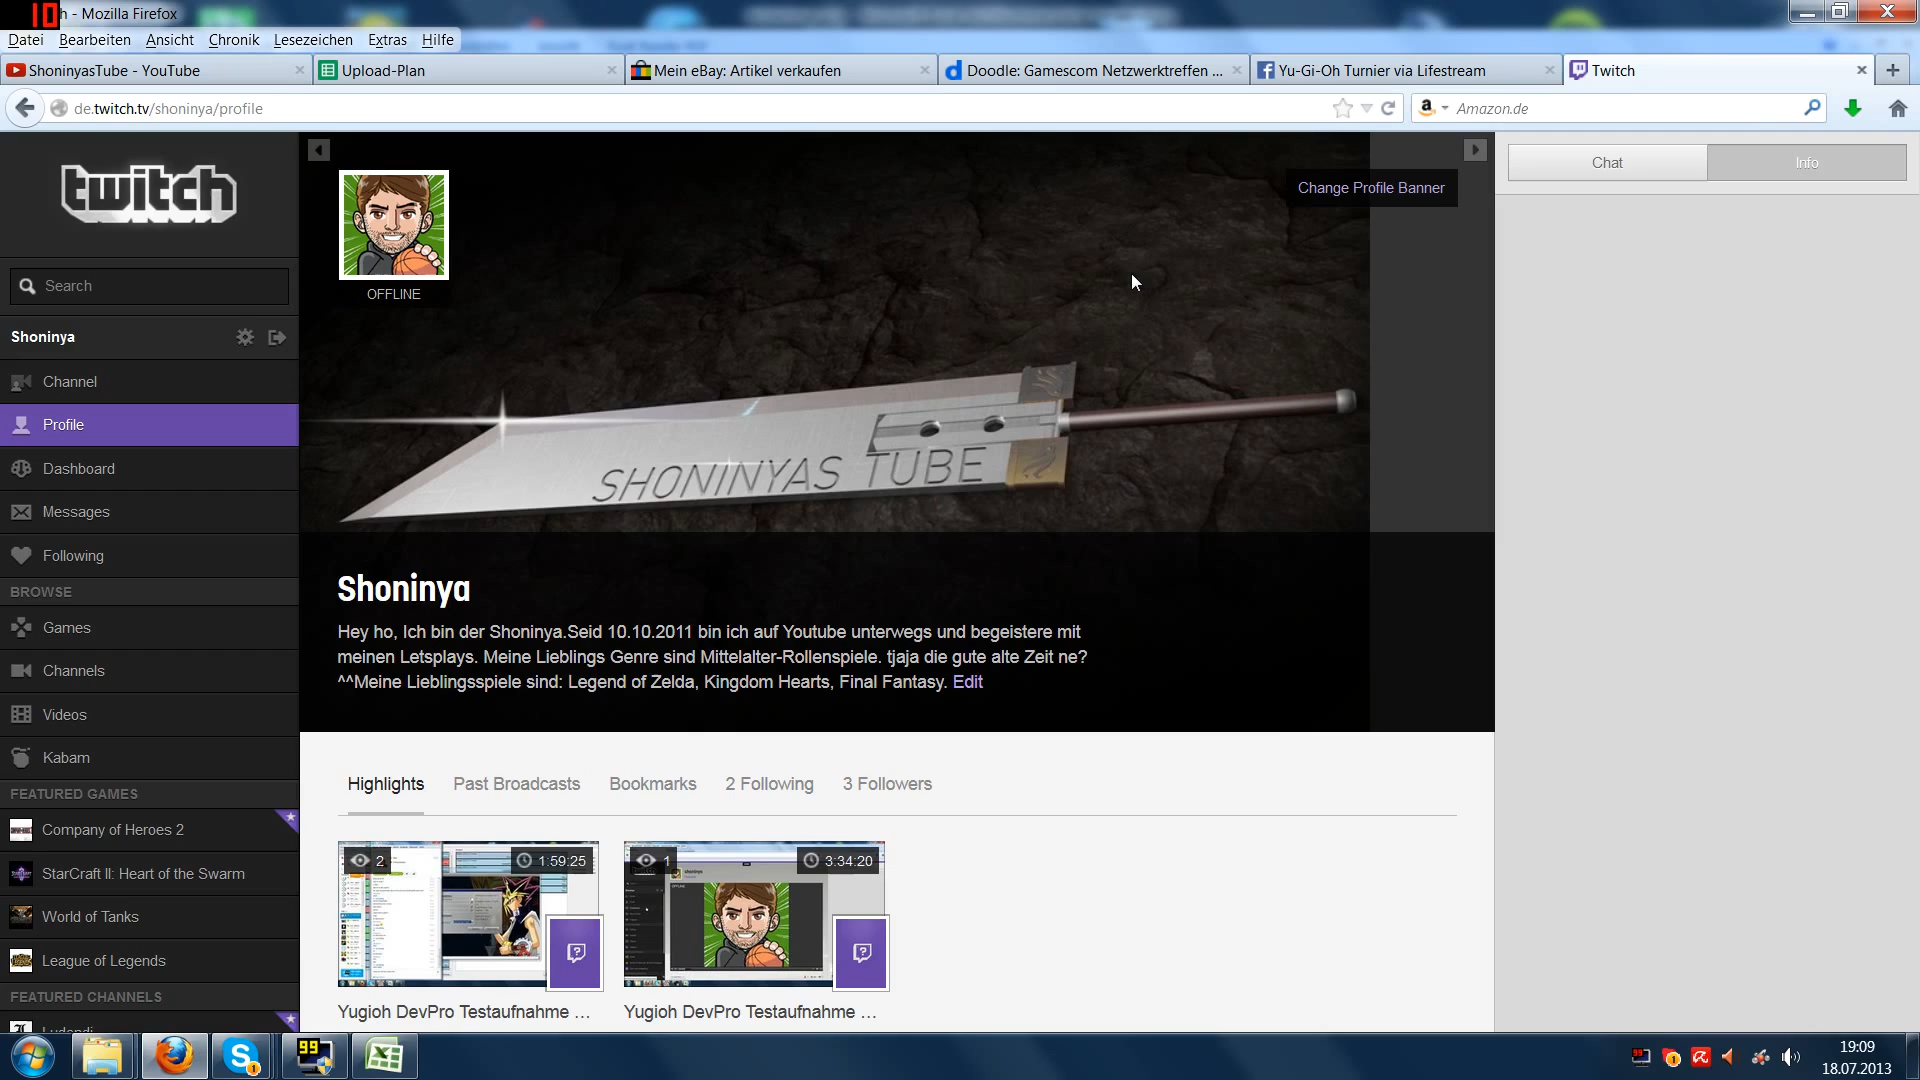 10
h - Mozilla Firefox
Datei Bearbeiten Ansicht Chronik Lesezeichen Extras Hilfe
ShoninyasTube - YouTube
Upload-Plan
Mein eBay: Artikel verkaufen
Doodle: Gamescom Netzwerktreffen ...
Yu-Gi-Oh Turnier via Lifestream
Twitch
de.twitch.tv/shoninya/profile
Amazon.de
twitch
Search
Shoninya
Channel
Profile
Dashboard
Messages
Following
BROWSE
Games
Channels
Videos
Kabam
FEATURED GAMES
Company of Heroes 2
StarCraft II: Heart of the Swarm
World of Tanks
League of Legends
FEATURED CHANNELS
OFFLINE
Change Profile Banner
SHONINYAS TUBE
Shoninya
Hey ho, Ich bin der Shoninya.Seid 10.10.2011 bin ich auf Youtube unterwegs und begeistere mit
meinen Letsplays. Meine Lieblings Genre sind Mittelalter-Rollenspiele. tjaja die gute alte Zeit ne?
^^Meine Lieblingsspiele sind: Legend of Zelda, Kingdom Hearts, Final Fantasy. Edit
Highlights Past Broadcasts Bookmarks 2 Following 3 Followers
2 1:59:25
1 3:34:20
Yugioh DevPro Testaufnahme ...
Yugioh DevPro Testaufnahme ...
Chat Info
99
19:09
18.07.2013